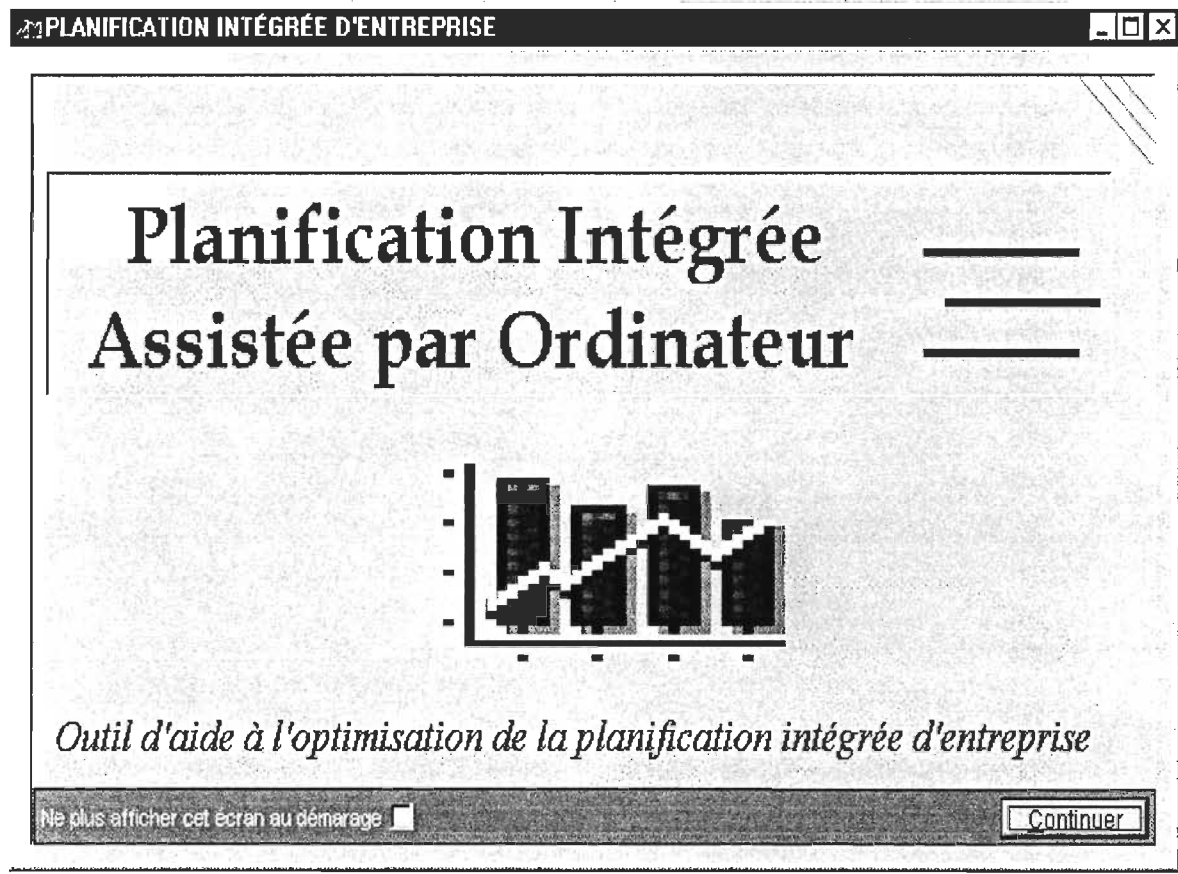 PLANIFICATION INTÉGRÉE D'ENTREPRISE
Planification Intégrée
Assistée par Ordinateur
Outil d'aide à l'optimisation de la planification intégrée d'entreprise
Ne plus afficher cet écran au démarage
Continuer